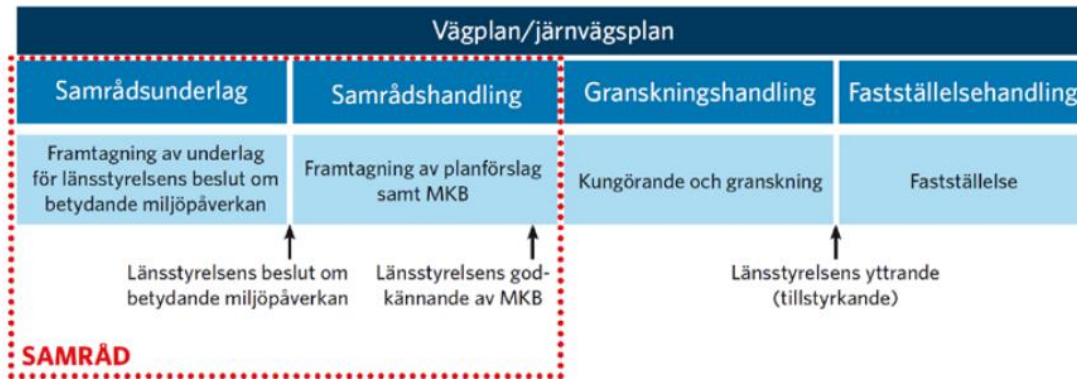 Vägplan/järnvägsplan
Samrådsunderlag
Samrådshandling
Granskningshandling
Fastställelsehandling
Framtagning av underlag
för länsstyrelsens beslut om
betydande miljöpåverkan
Framtagning av planförslag
samt MKB
Kungörande och granskning
Fastställelse
Länsstyrelsens beslut om
betydande miljöpåverkan
Länsstyrelsens god-
kännande av MKB
Länsstyrelsens yttrande
(tillstyrkande)
SAMRÅD